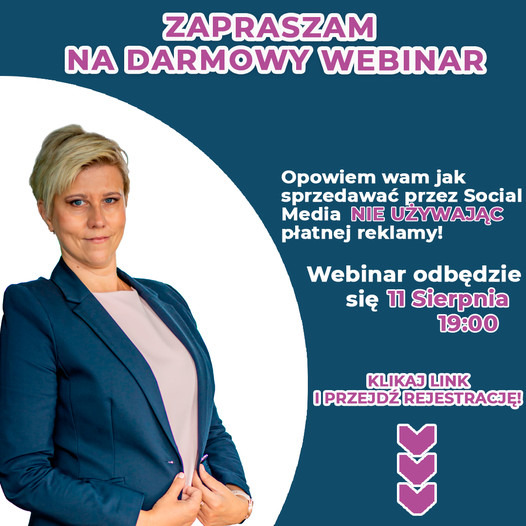 ZAPRASZAM
NA DARMOWY WEBINAR
Opowiem wam jak
sprzedawać przez Social
Media NIE UŻYWAJĄC
płatnej reklamy!
Webinar odbędzie
się 11 Sierpnia
19:00
KLIKAJ LINK
I PRZEJDŹ REJESTRACJĘ!